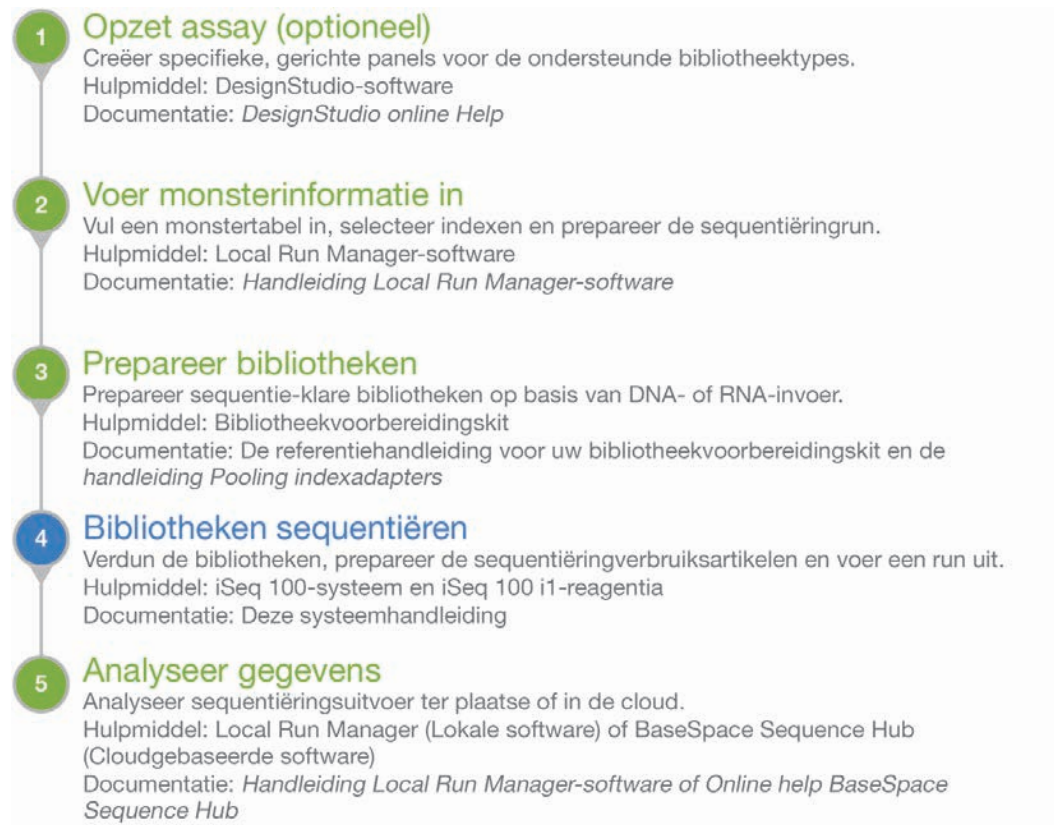 1 Opzet assay (optioneel)
Creëer specifieke, gerichte panels voor de ondersteunde bibliotheektypes.
Hulpmiddel: DesignStudio-software
Documentatie: DesignStudio online Help
2 Voer monsterinformatie in
Vul een monstertabel in, selecteer indexen en prepareer de sequentiëringrun.
Hulpmiddel: Local Run Manager-software
Documentatie: Handleiding Local Run Manager-software
3 Prepareer bibliotheken
Prepareer sequentie-klare bibliotheken op basis van DNA- of RNA-invoer.
Hulpmiddel: Bibliotheekvoorbereidingskit
Documentatie: De referentiehandleiding voor uw bibliotheekvoorbereidingskit en de
handleiding Pooling indexadapters
4 Bibliotheken sequentiëren
Verdun de bibliotheken, prepareer de sequentiëringverbruiksartikelen en voer een run uit.
Hulpmiddel: iSeq 100-systeem en iSeq 100 i1-reagentia
Documentatie: Deze systeemhandleiding
5 Analyseer gegevens
Analyseer sequentiëringsuitvoer ter plaatse of in de cloud.
Hulpmiddel: Local Run Manager (Lokale software) of BaseSpace Sequence Hub
(Cloudgebaseerde software)
Documentatie: Handleiding Local Run Manager-software of Online help BaseSpace
Sequence Hub